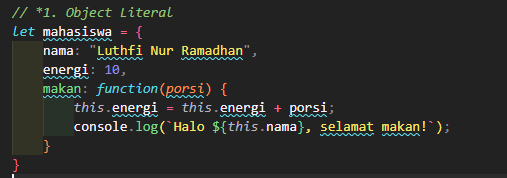 // *1. Object Literal
let mahasiswa = {
    nama: "Luthfi Nur Ramadhan",
    energi: 10,
    makan: function(porsi) {
        this.energi = this.energi + porsi;
        console.log(`Halo ${this.nama}, selamat makan!`);
    }
}